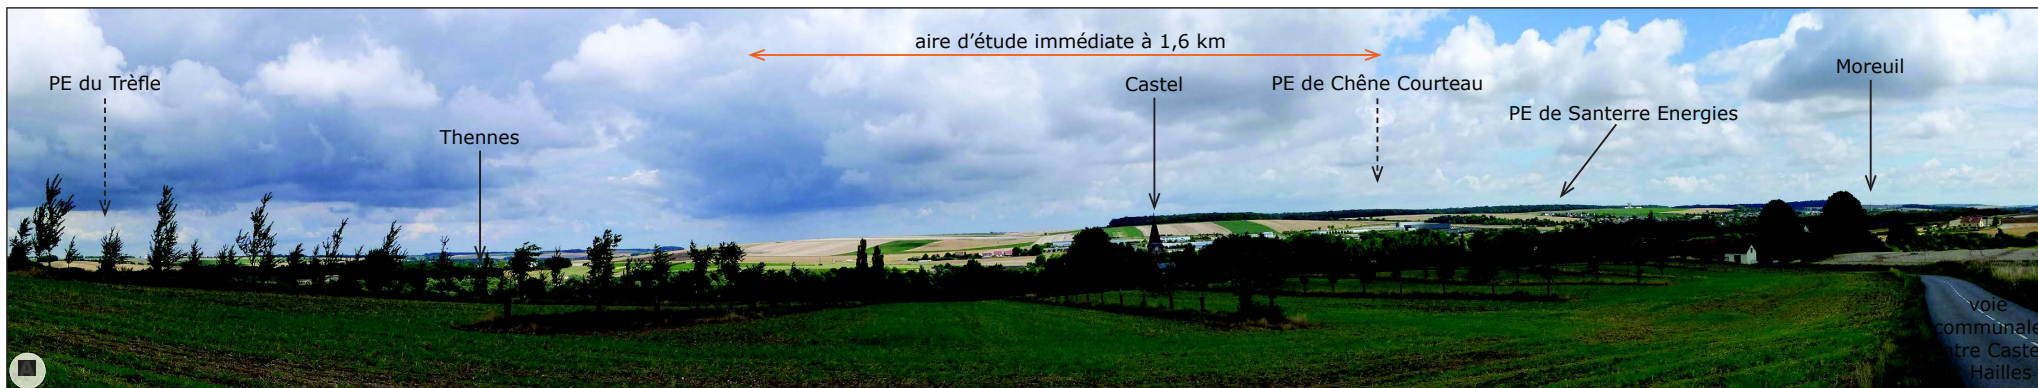 aire d'étude immédiate à 1,6 km
PE du Trèfle
Castel
PE de Chêne Courteau
Moreuil
PE de Santerre Energies
Thennes
voie
communale
Hailles
A